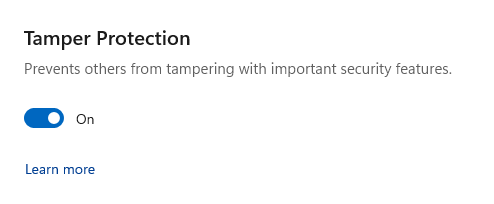 Tamper Protection
Prevents others from tampering with important security features.
On
Learn more